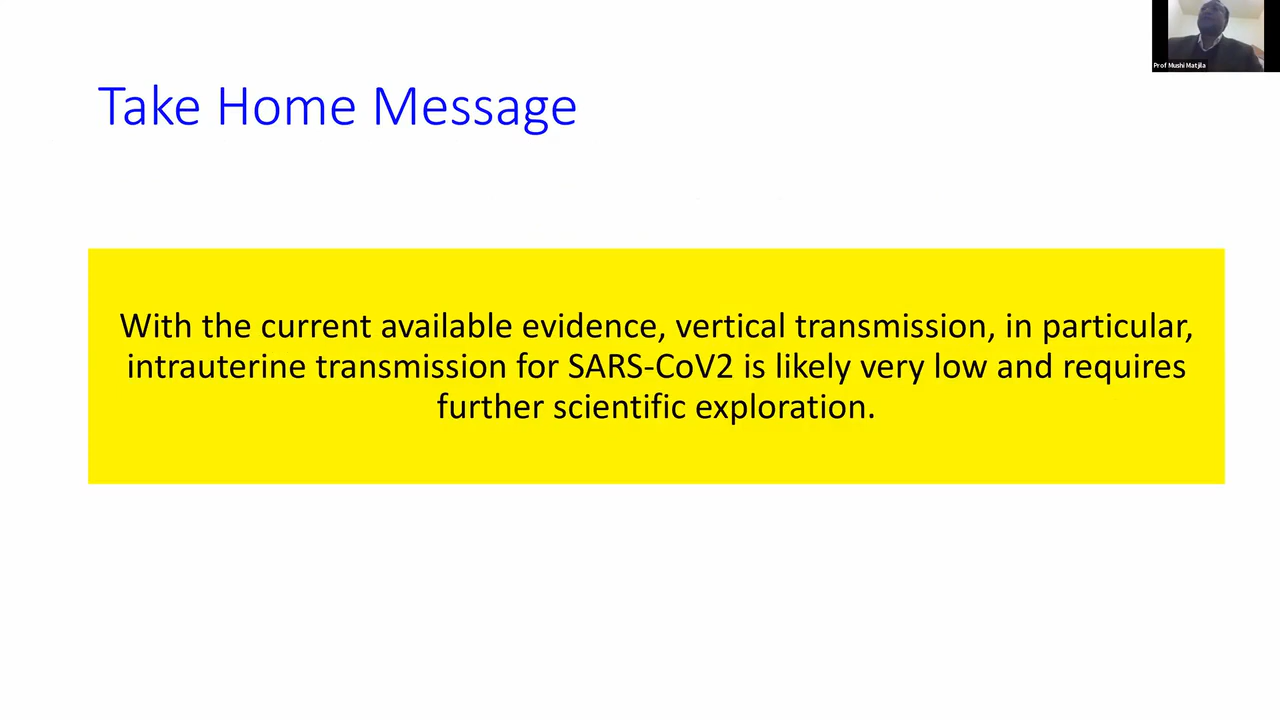 Prof Mushi Matjila
Take Home Message
With the current available evidence, vertical transmission, in particular,
intrauterine transmission for SARS-CoV2 is likely very low and requires
further scientific exploration.